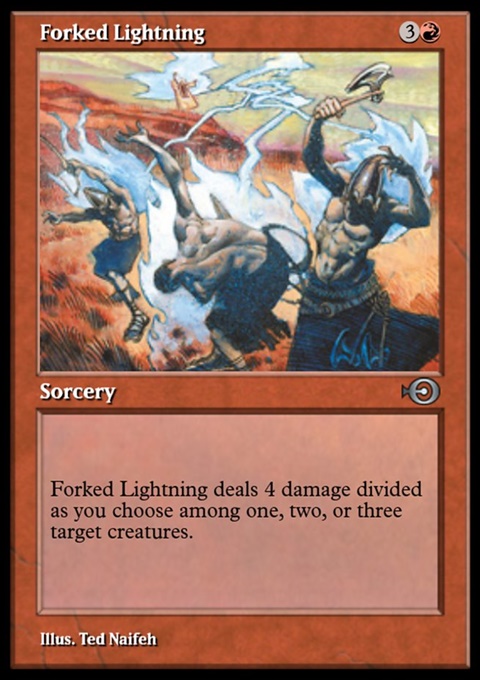 Forked Lightning 3
Sorcery
Forked Lightning deals 4 damage divided
as you choose among one, two, or three
target creatures.
Illus. Ted Naifeh